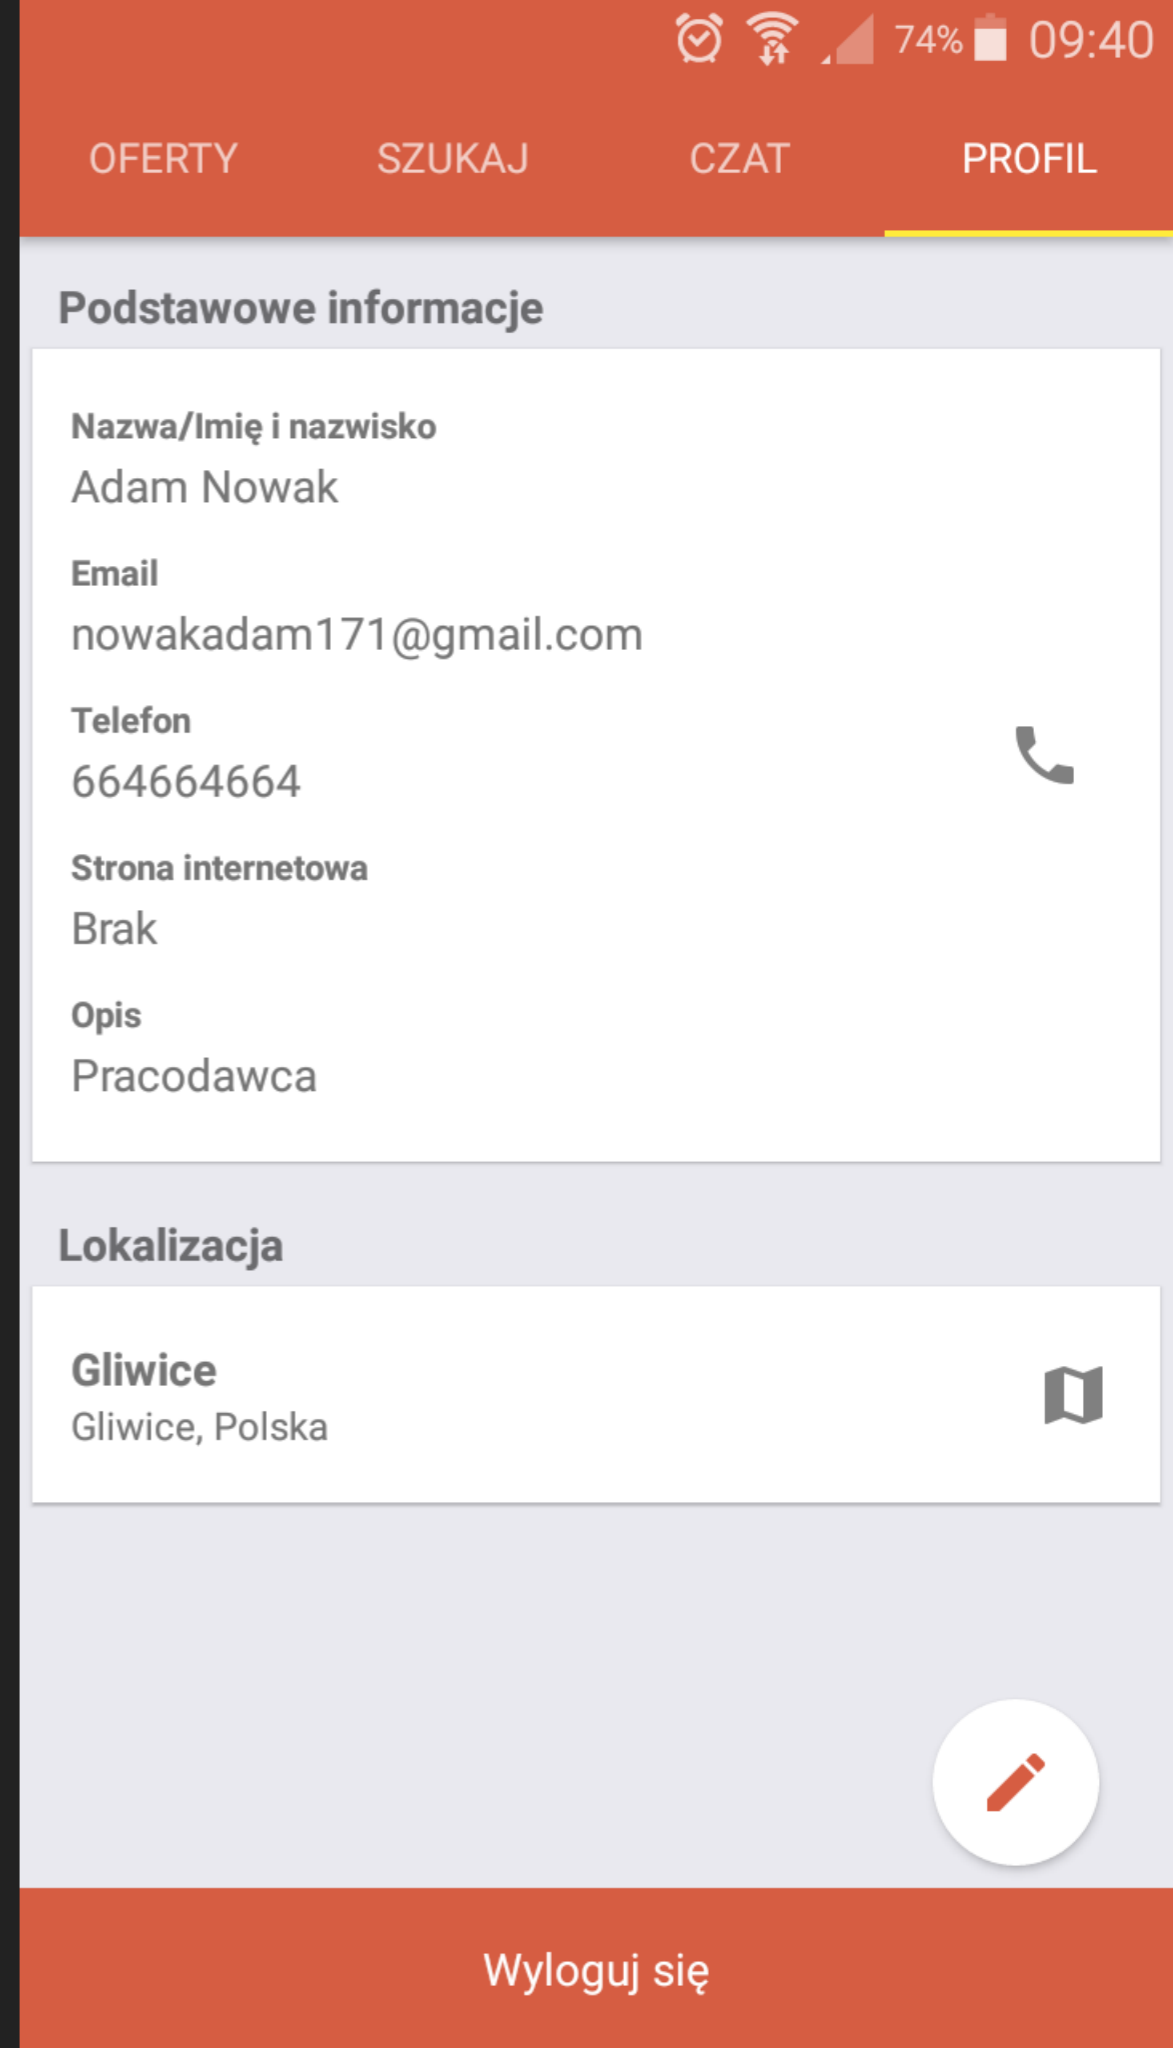 74% 09:40
OFERTY SZUKAJ CZAT PROFIL
Podstawowe informacje
Nazwa/Imię i nazwisko
Adam Nowak
Email
nowakadam171@gmail.com
Telefon
664664664
Strona internetowa
Brak
Opis
Pracodawca
Lokalizacja
Gliwice
Gliwice, Polska
Wyloguj się